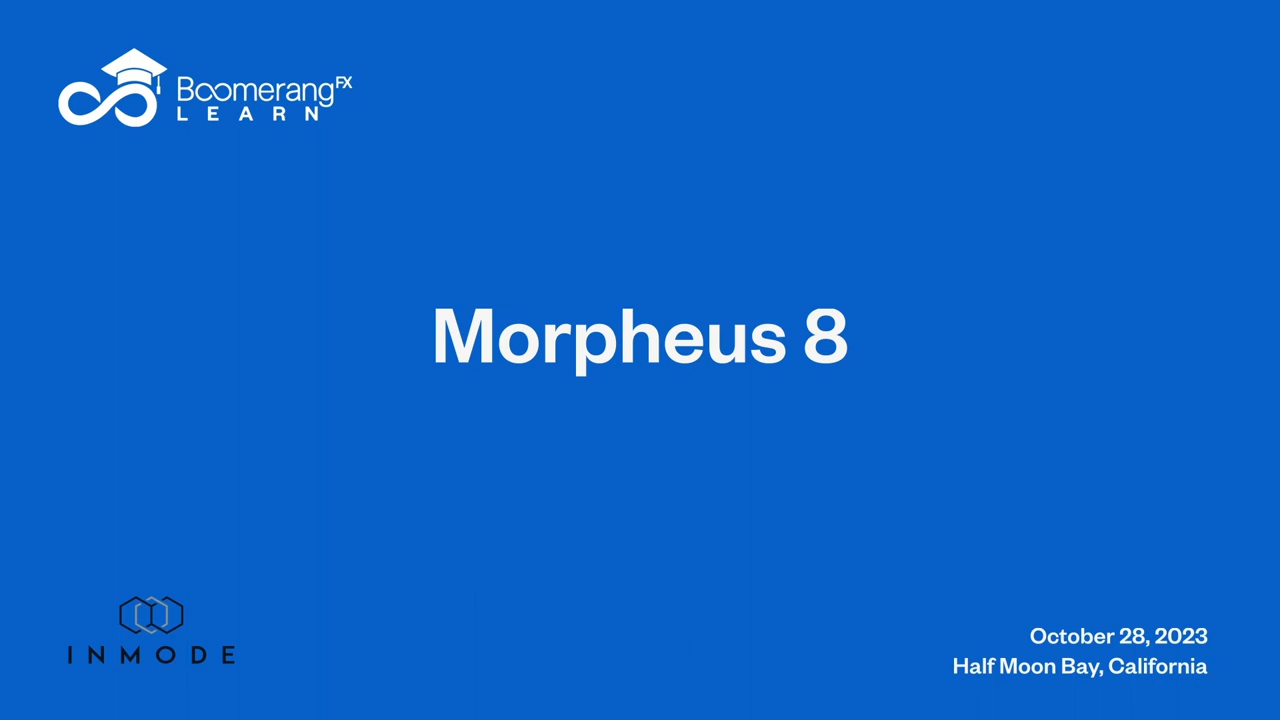 Boomerang FX
LEARN
Morpheus 8
INMODE
October 28, 2023
Half Moon Bay, California